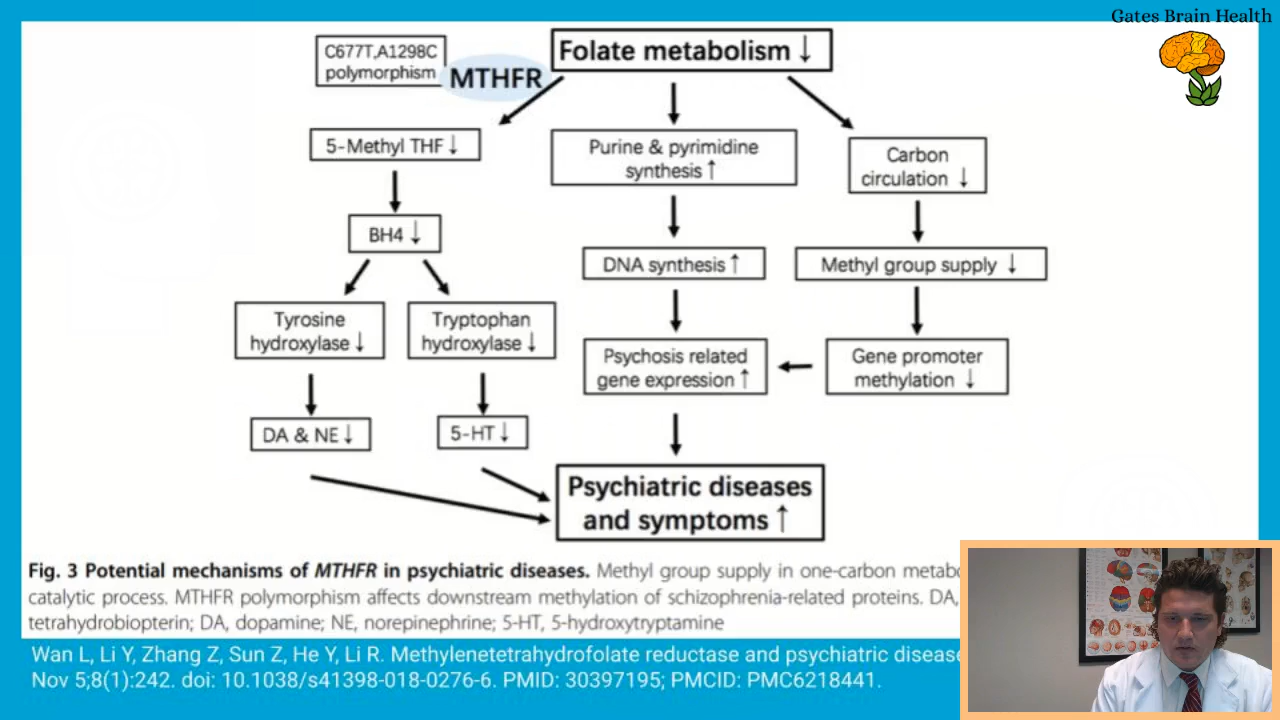 Gates Brain Health
C677T,A1298C
polymorphism
MTHFR
Folate metabolism ↓
5-Methyl THF ↓
Purine & pyrimidine
synthesis ↑
Carbon
circulation ↓
BH4 ↓
DNA synthesis ↑
Methyl group supply ↓
Tyrosine
hydroxylase ↓
Tryptophan
hydroxylase ↓
Psychosis related
gene expression ↑
Gene promoter
methylation ↓
DA & NE ↓
5-HT ↓
Psychiatric diseases
and symptoms ↑
Fig. 3 Potential mechanisms of MTHFR in psychiatric diseases. Methyl group supply in one-carbon metabo
catalytic process. MTHFR polymorphism affects downstream methylation of schizophrenia-related proteins. DA,
tetrahydrobiopterin; DA, dopamine; NE, norepinephrine; 5-HT, 5-hydroxytryptamine
Wan L, Li Y, Zhang Z, Sun Z, He Y, Li R. Methylenetetrahydrofolate reductase and psychiatric disease
Nov 5;8(1):242. doi: 10.1038/s41398-018-0276-6. PMID: 30397195; PMCID: PMC6218441.